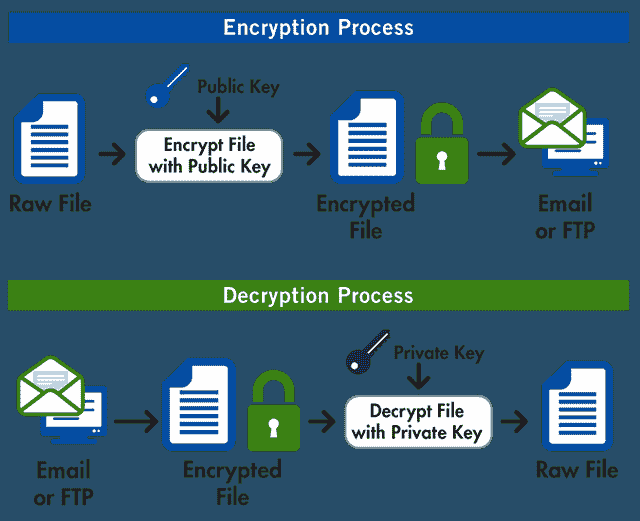 Encryption Process
Public Key
Encrypt File
with Public Key
Raw File
Encrypted
File
Email
or FTP
Decryption Process
Private Key
Decrypt File
with Private Key
Email
or FTP
Encrypted
File
Raw File